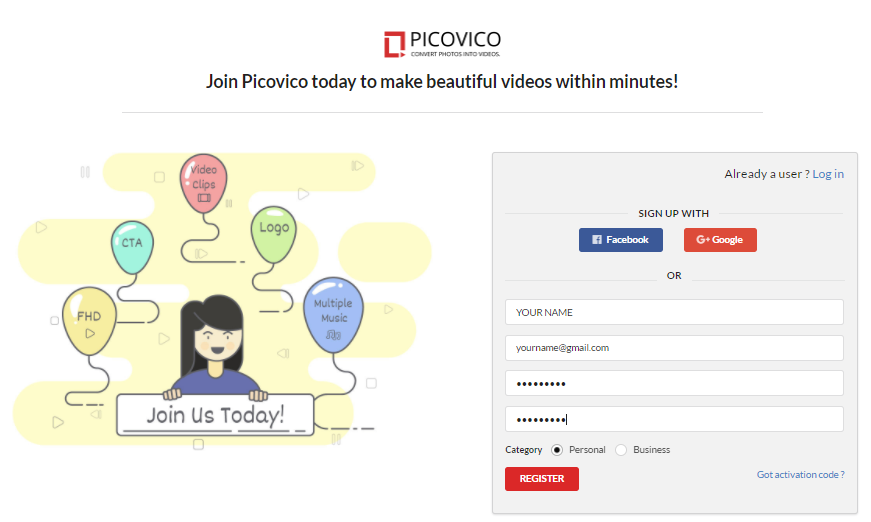 PICOVICO
CONVERT PHOTOS INTO VIDEOS.
Join Picovico today to make beautiful videos within minutes!
Video
Clips
Logo
CTA
FHD
Multiple
Music
Join Us Today!
Already a user ? Log in
SIGN UP WITH
Facebook
G+ Google
OR
YOUR NAME
yourname@gmail.com
•••••••••
•••••••••
Category Personal Business
REGISTER
Got activation code ?